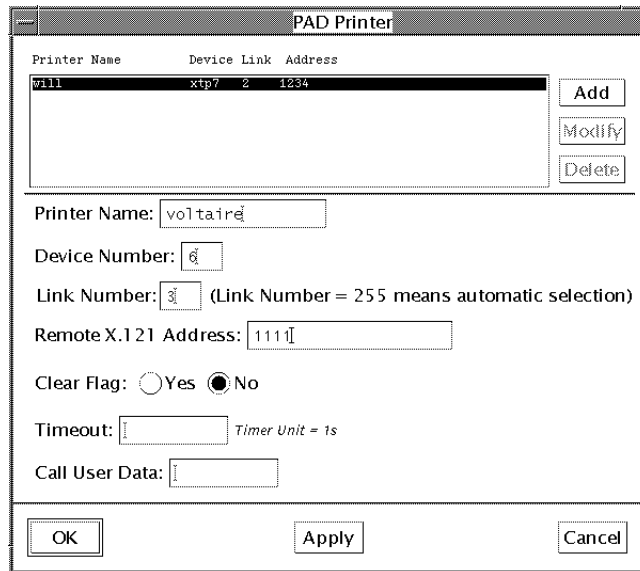 PAD Printer
Printer Name Device Link Address
will xtp7 2 1234
Add
Modify
Delete
Printer Name: voltaire
Device Number: 6
Link Number: 3 (Link Number = 255 means automatic selection)
Remote X.121 Address: 1111
Clear Flag: Yes No
Timeout: Timer Unit = 1s
Call User Data:
OK Apply Cancel